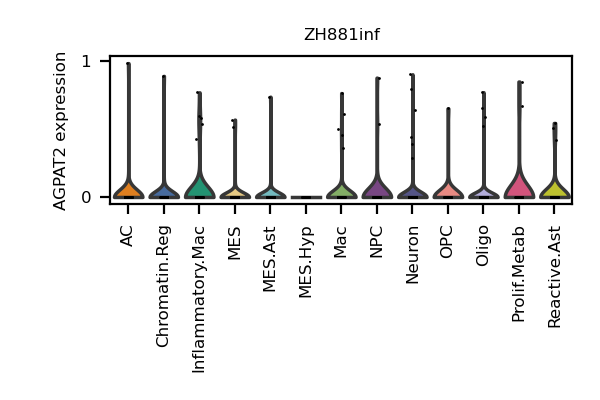 ZH881inf
AGPAT2 expression
1
0
AC
Chromatin.Reg
Inflammatory.Mac
MES
MES.Ast
MES.Hyp
Mac
NPC
Neuron
OPC
Oligo
Prolif.Metab
Reactive.Ast